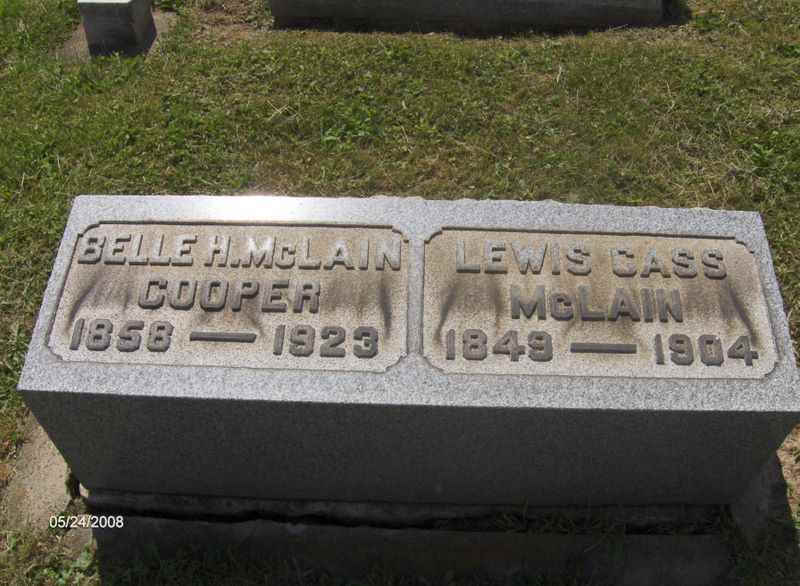 BELLE H. McLAIN
COOPER
1858 — 1923
LEWIS CASS
McLAIN
1849 — 1904
05/24/2008